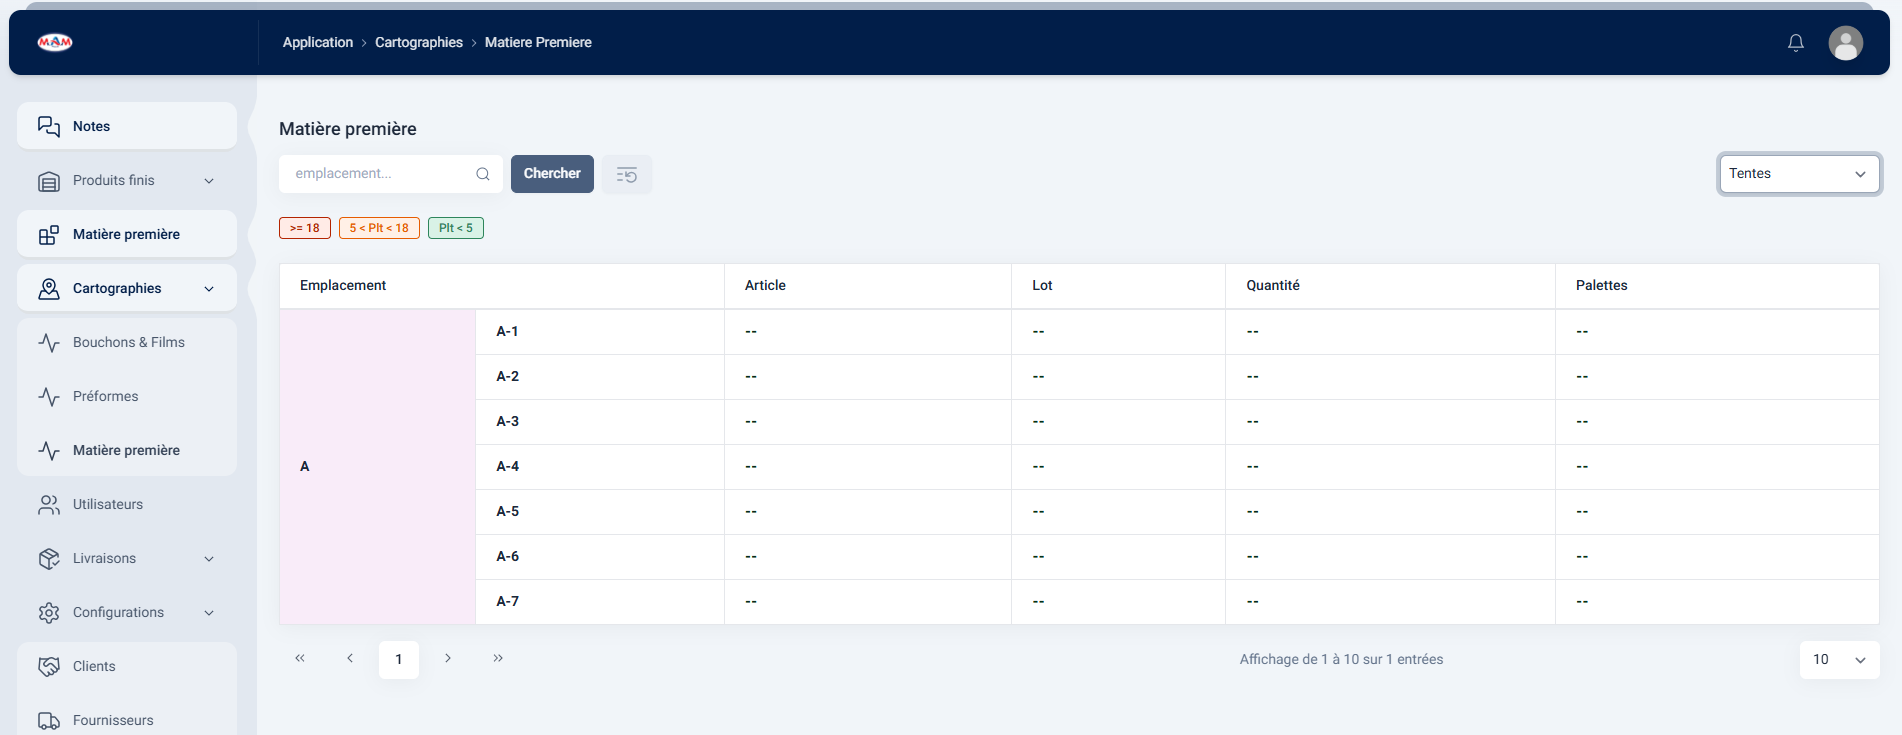 MAM
Application > Cartographies > Matiere Premiere
Notes
Produits finis
Matière première
Cartographies
Bouchons & Films
Préformes
Matière première
Utilisateurs
Livraisons
Configurations
Clients
Fournisseurs
Matière première
emplacement...
Chercher
Tentes
>= 18
5 < Plt < 18
Plt < 5
Emplacement Article Lot Quantité Palettes
A
A-1 -- -- -- --
A-2 -- -- -- --
A-3 -- -- -- --
A-4 -- -- -- --
A-5 -- -- -- --
A-6 -- -- -- --
A-7 -- -- -- --
« ‹ 1 › »
Affichage de 1 à 10 sur 1 entrées
10